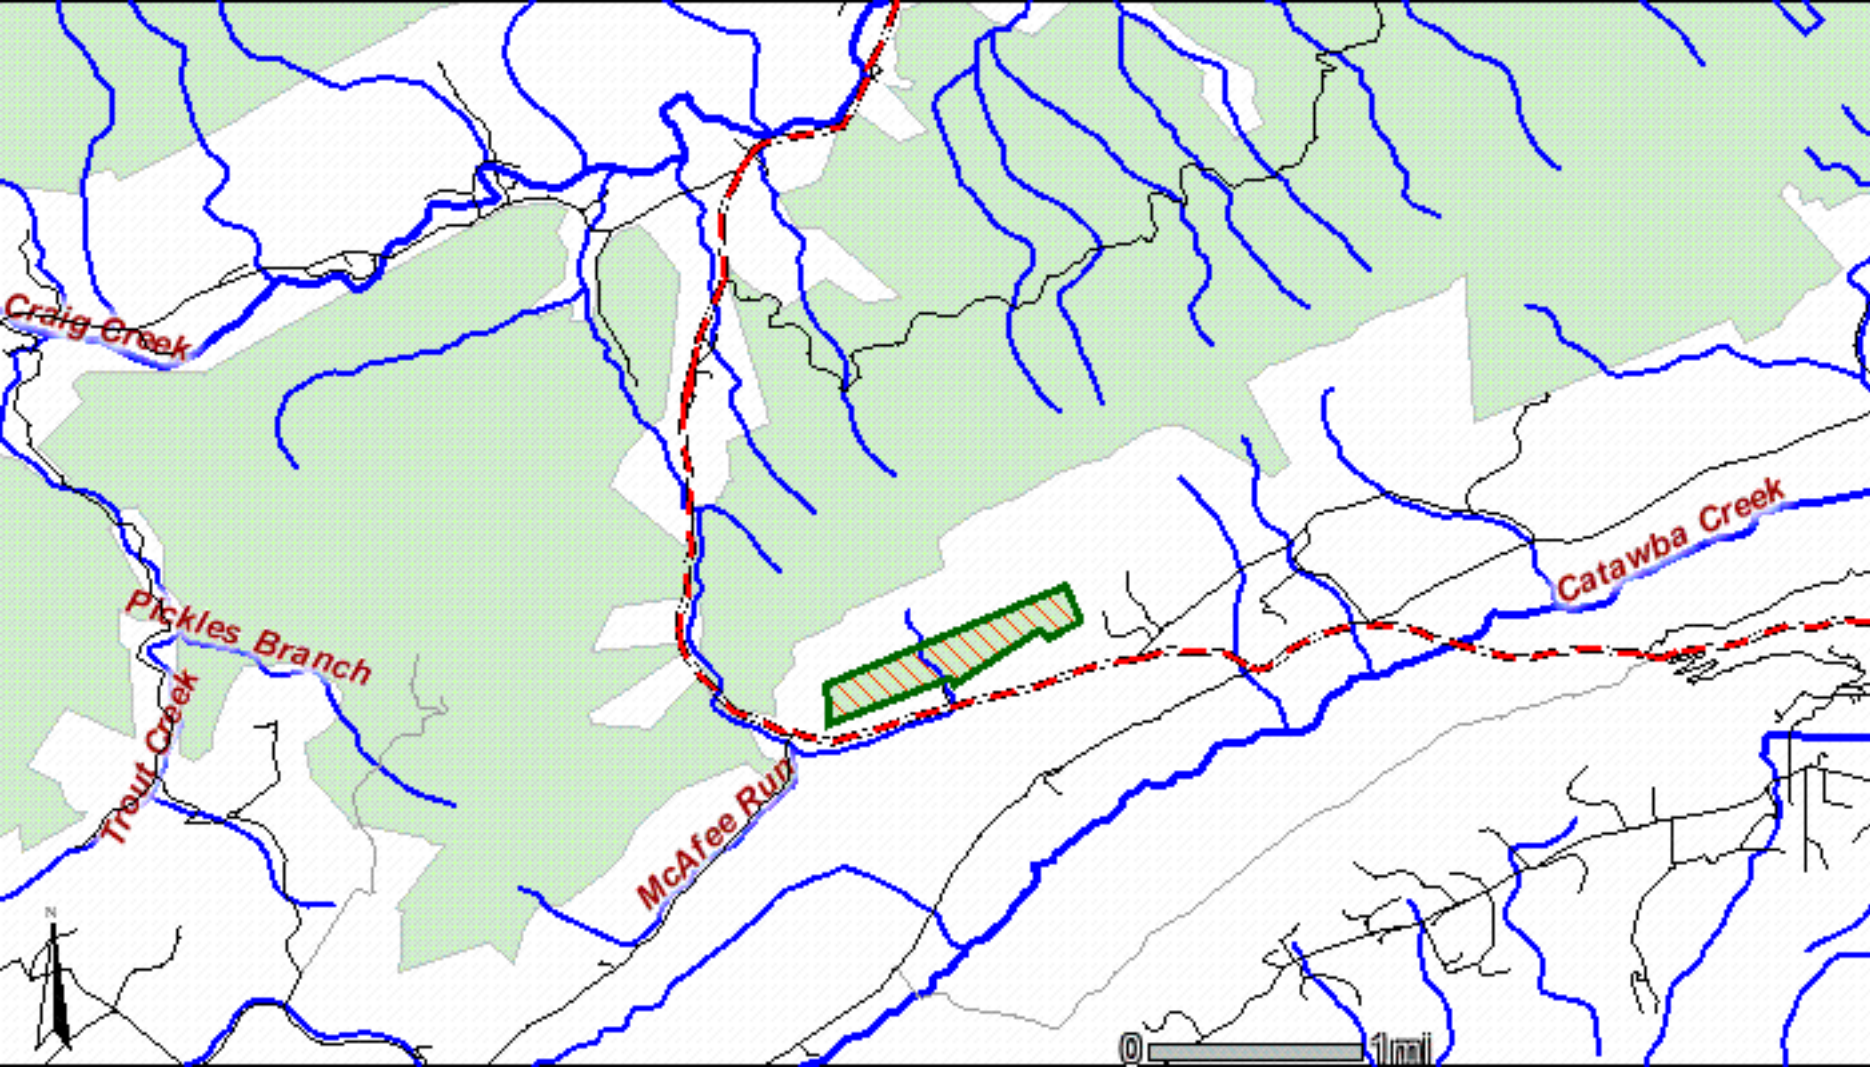 Craig Creek
Catawba Creek
Pickles Branch
Trout Creek
McAfee Run
N
0 1mi